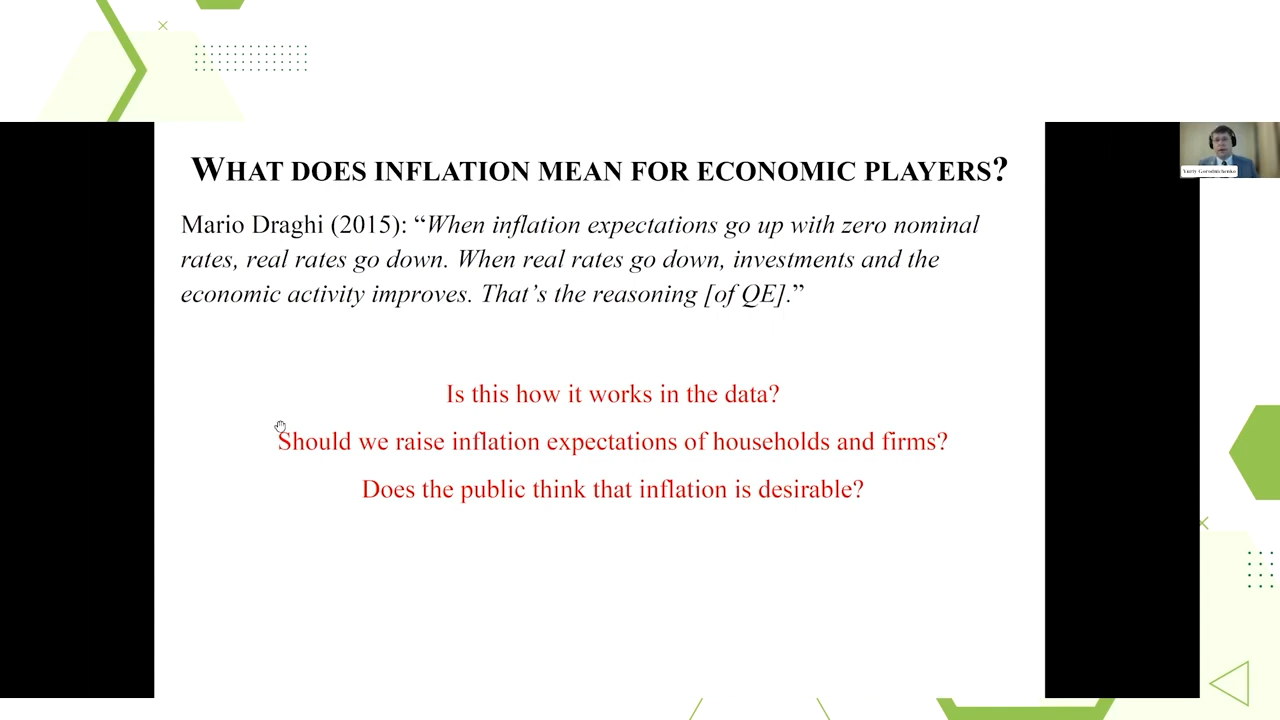 WHAT DOES INFLATION MEAN FOR ECONOMIC PLAYERS?
Mario Draghi (2015): “When inflation expectations go up with zero nominal
rates, real rates go down. When real rates go down, investments and the
economic activity improves. That’s the reasoning [of QE].”
Is this how it works in the data?
Should we raise inflation expectations of households and firms?
Does the public think that inflation is desirable?
Yuriy Gorodnichenko